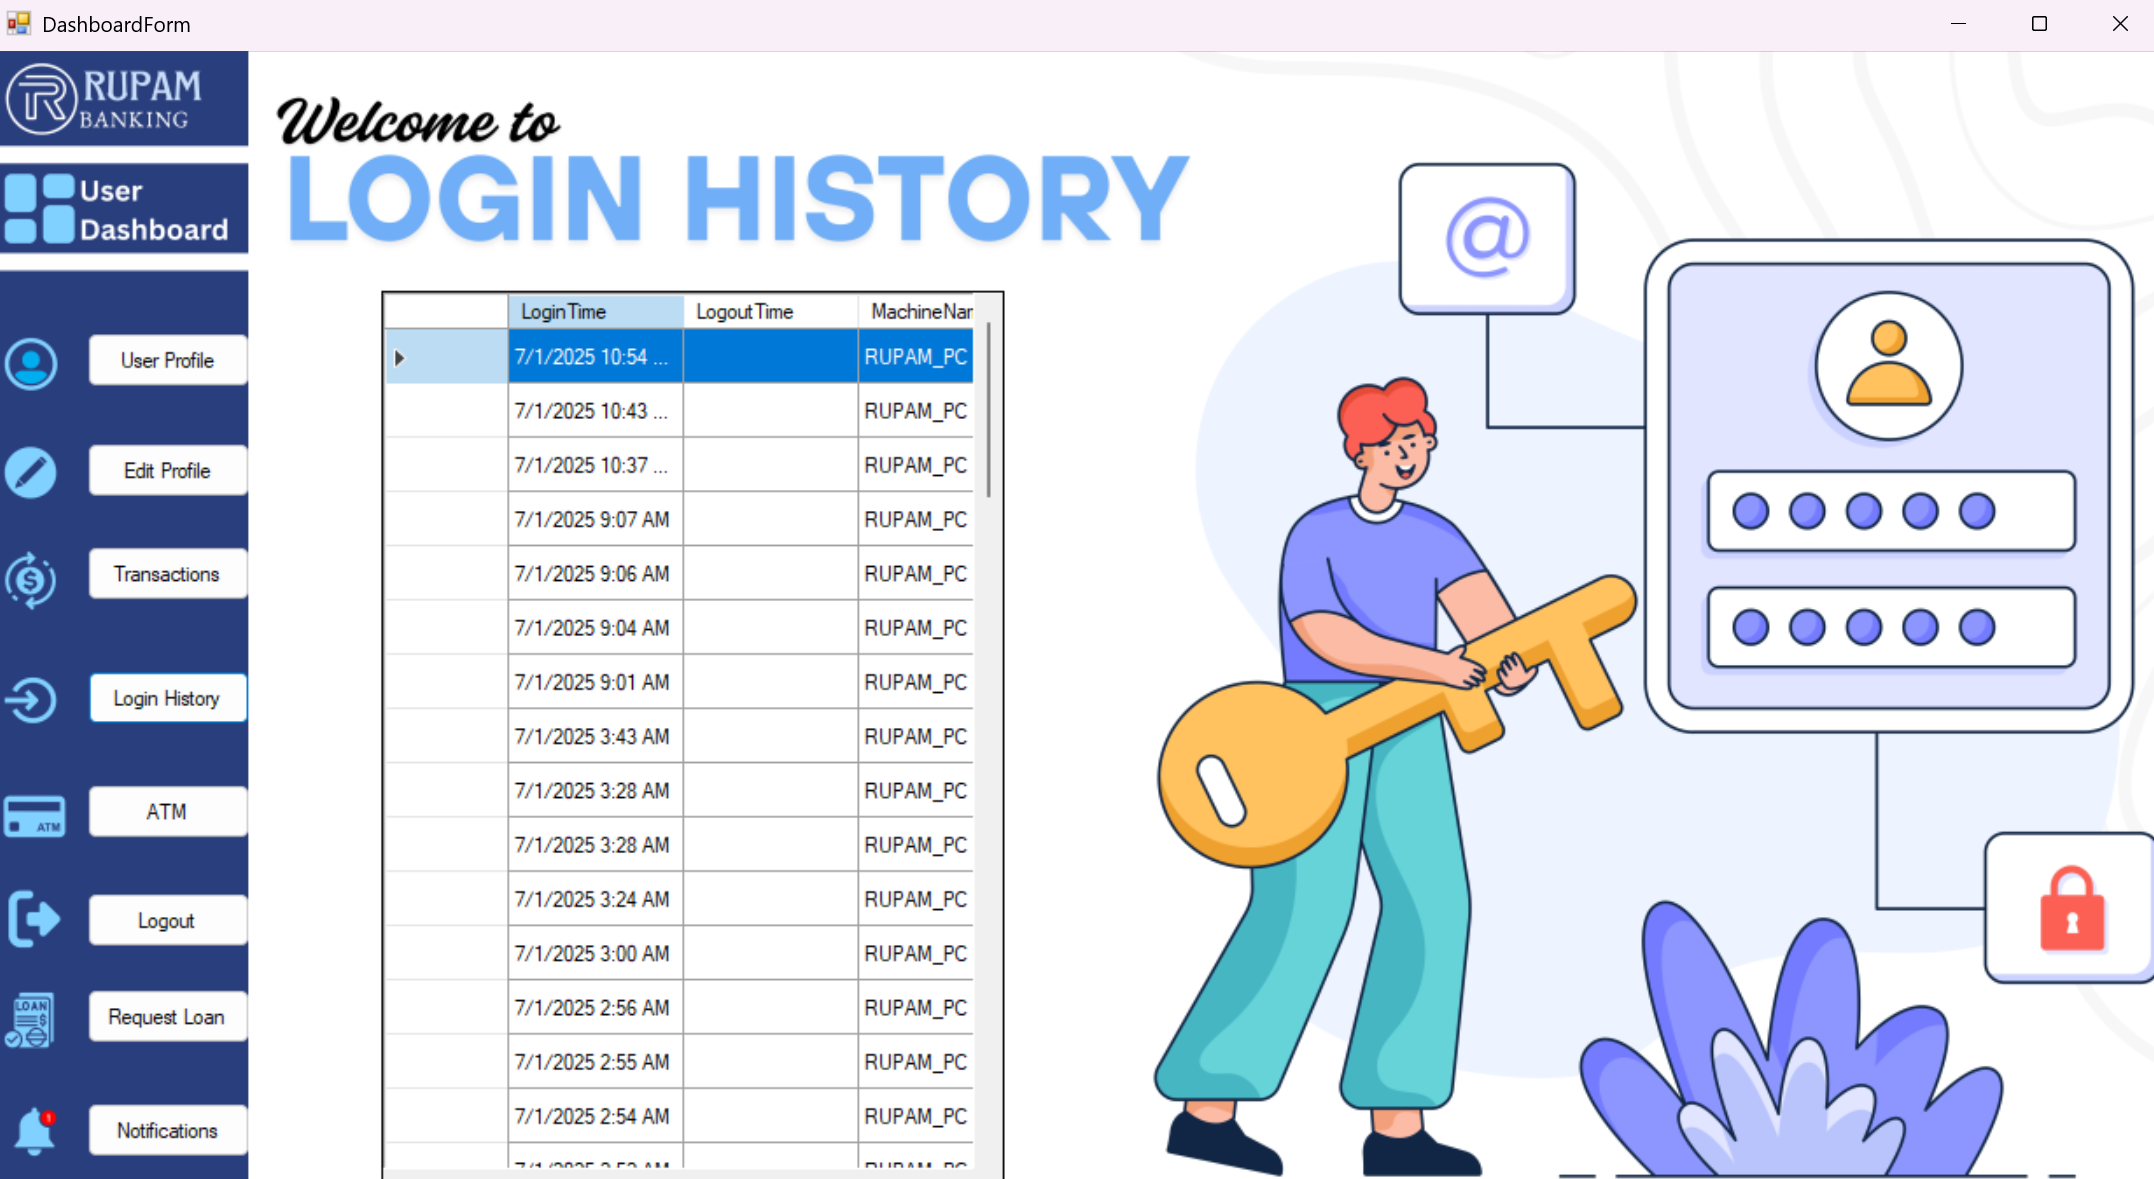 DashboardForm
RUPAM
BANKING
User
Dashboard
User Profile
Edit Profile
Transactions
Login History
ATM
ATM
Logout
LOAN
Request Loan
Notifications
Welcome to
LOGIN HISTORY
LoginTime LogoutTime MachineNar
7/1/2025 10:54 ... RUPAM_PC
7/1/2025 10:43 ... RUPAM_PC
7/1/2025 10:37 ... RUPAM_PC
7/1/2025 9:07 AM RUPAM_PC
7/1/2025 9:06 AM RUPAM_PC
7/1/2025 9:04 AM RUPAM_PC
7/1/2025 9:01 AM RUPAM_PC
7/1/2025 3:43 AM RUPAM_PC
7/1/2025 3:28 AM RUPAM_PC
7/1/2025 3:28 AM RUPAM_PC
7/1/2025 3:24 AM RUPAM_PC
7/1/2025 3:00 AM RUPAM_PC
7/1/2025 2:56 AM RUPAM_PC
7/1/2025 2:55 AM RUPAM_PC
7/1/2025 2:54 AM RUPAM_PC
@